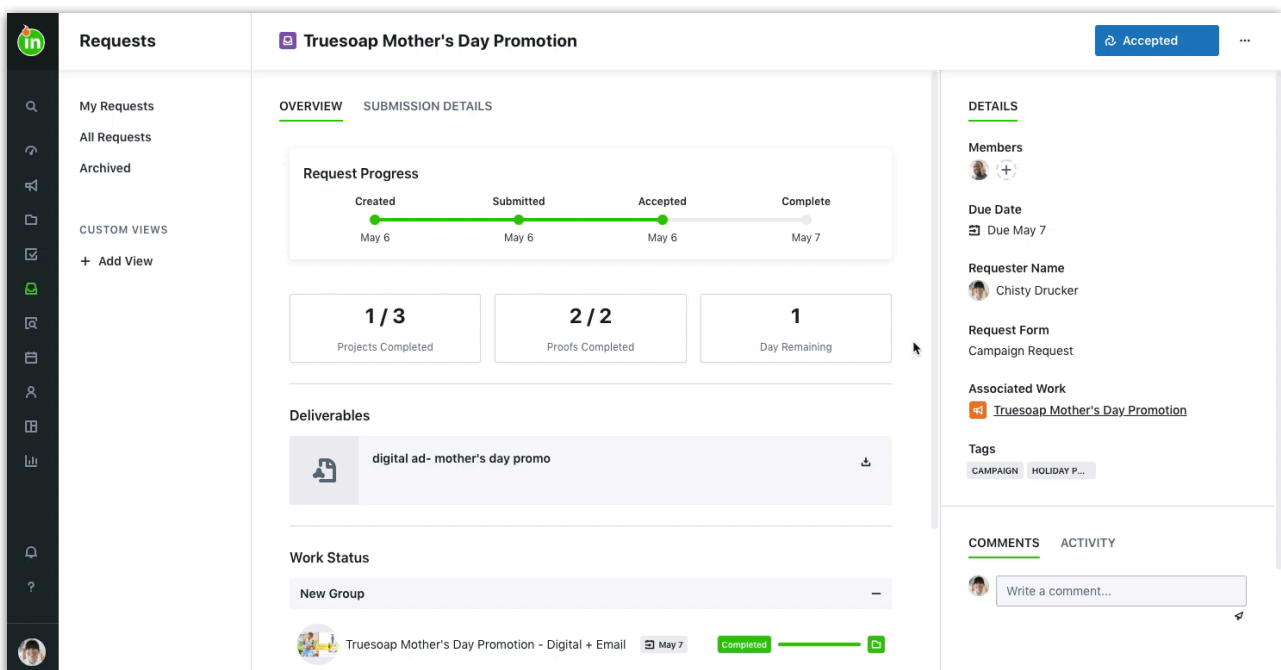 in
Requests
Truesoap Mother's Day Promotion
Accepted
My Requests
All Requests
Archived
CUSTOM VIEWS
+ Add View
OVERVIEW SUBMISSION DETAILS
Request Progress
Created Submitted Accepted Complete
May 6 May 6 May 6 May 7
1 / 3 2 / 2 1
Projects Completed Proofs Completed Day Remaining
Deliverables
digital ad- mother's day promo
Work Status
New Group
Truesoap Mother's Day Promotion - Digital + Email May 7 Completed
DETAILS
Members
Due Date
Due May 7
Requester Name
Chisty Drucker
Request Form
Campaign Request
Associated Work
Truesoap Mother's Day Promotion
Tags
CAMPAIGN HOLIDAY P...
COMMENTS ACTIVITY
Write a comment...
?